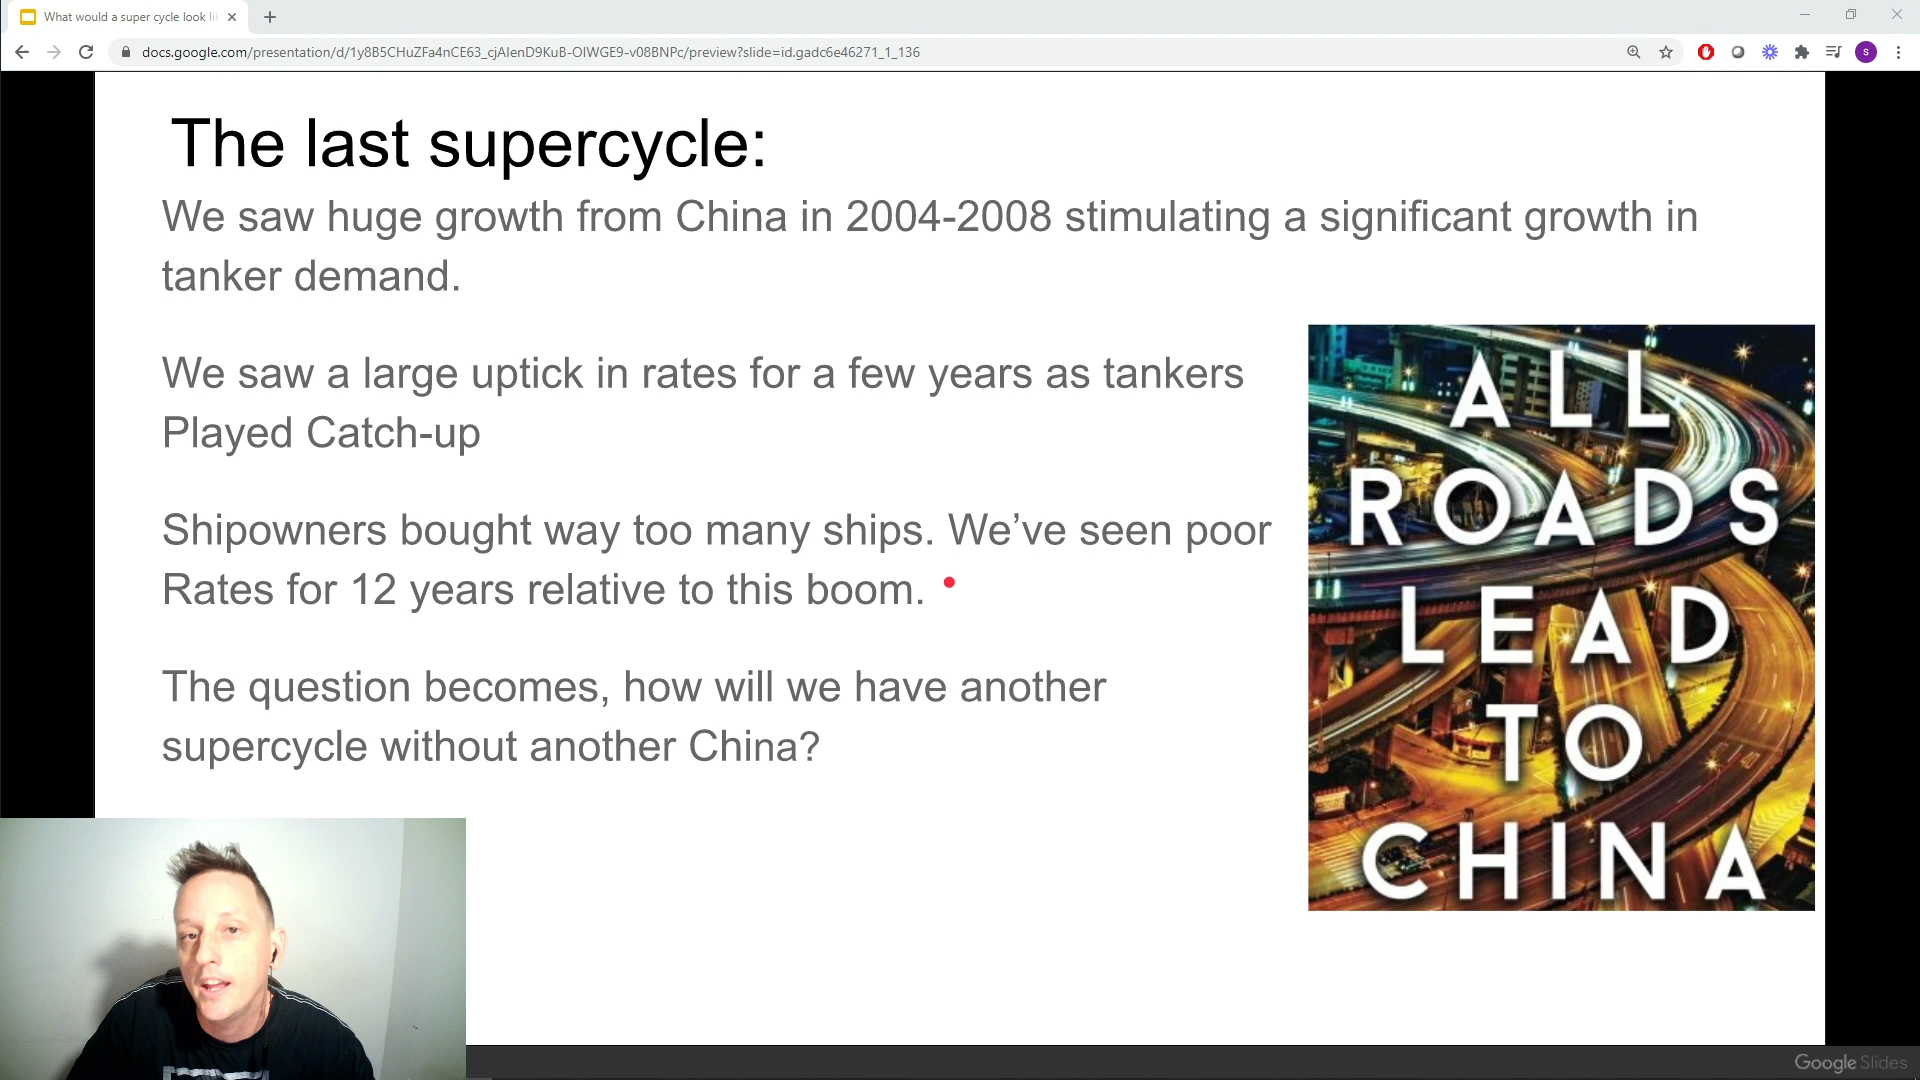 What would a super cycle look li
docs.google.com/presentation/d/1y8B5CHuZFa4nCE63_cjAIenD9KuB-OIWGE9-v08BNPc/preview?slide=id.gadc6e46271_1_136
S
The last supercycle:
We saw huge growth from China in 2004-2008 stimulating a significant growth in
tanker demand.
We saw a large uptick in rates for a few years as tankers
Played Catch-up
Shipowners bought way too many ships. We’ve seen poor
Rates for 12 years relative to this boom.
The question becomes, how will we have another
supercycle without another China?
ALL
ROADS
LEAD
TO
CHINA
Google Slides